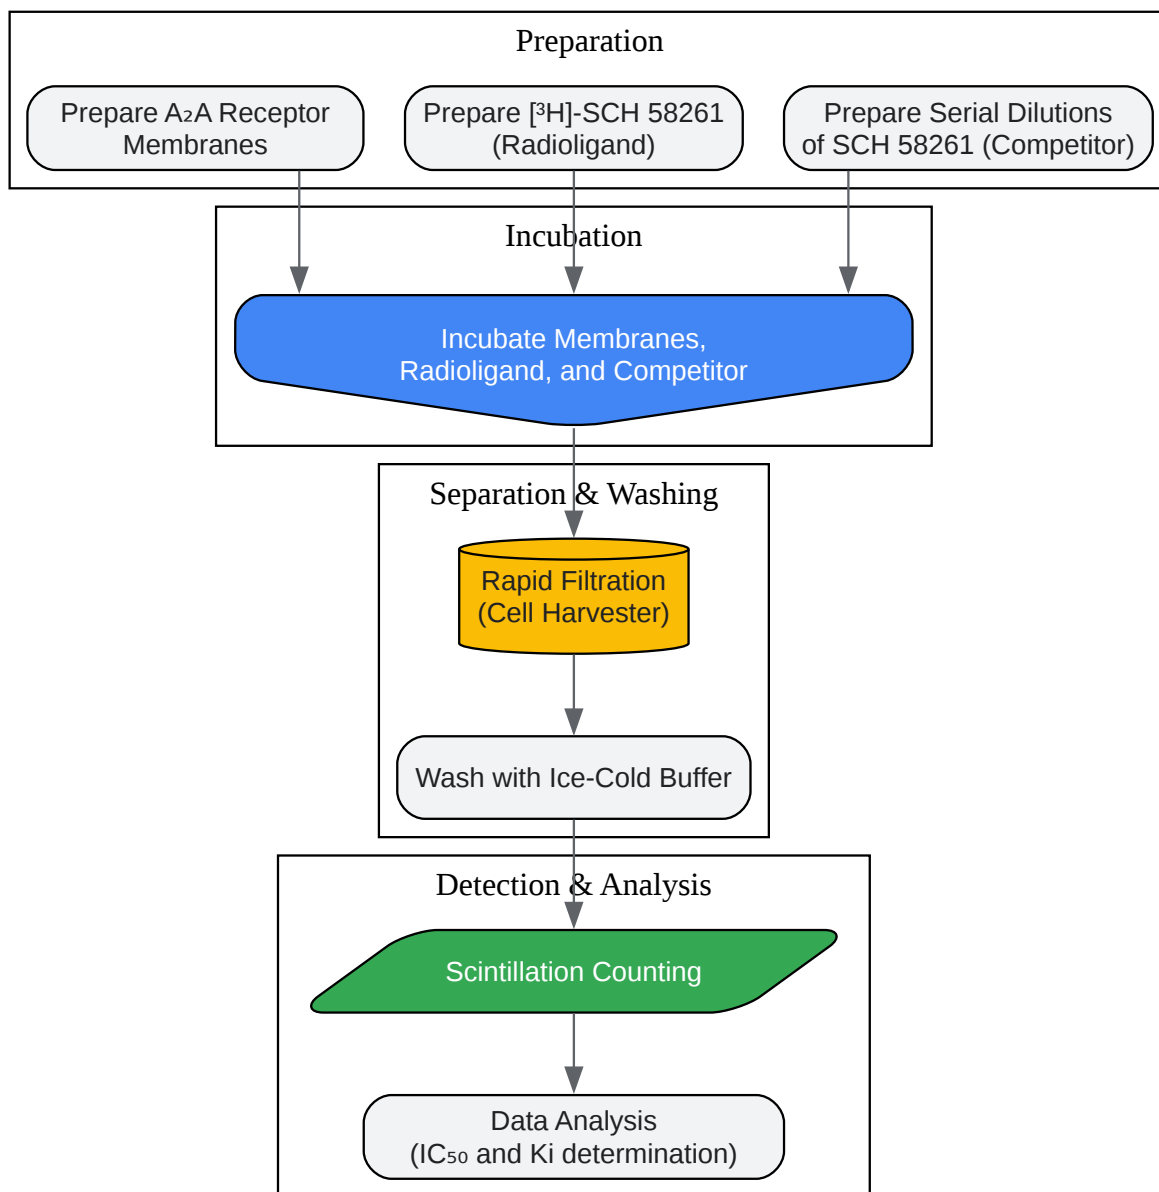 Preparation
Prepare A₂A Receptor
Membranes
Prepare [³H]-SCH 58261
(Radioligand)
Prepare Serial Dilutions
of SCH 58261 (Competitor)
Incubation
Incubate Membranes,
Radioligand, and Competitor
Separation & Washing
Rapid Filtration
(Cell Harvester)
Wash with Ice-Cold Buffer
Detection & Analysis
Scintillation Counting
Data Analysis
(IC₅₀ and Ki determination)